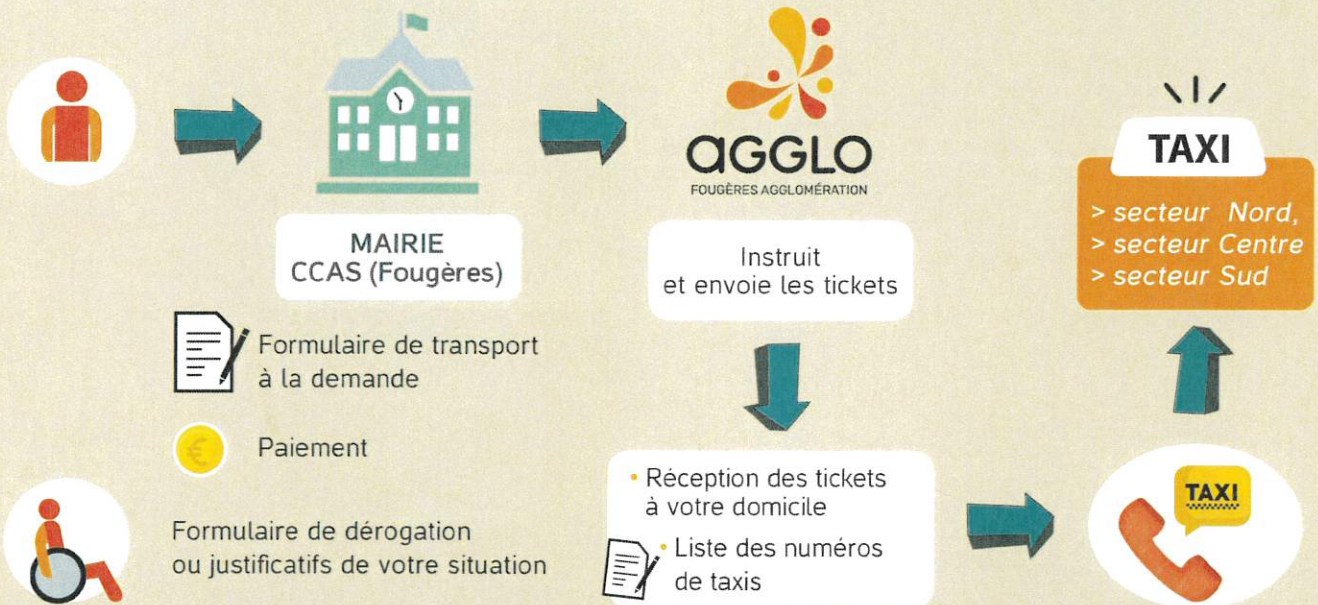 MAIRIE
CCAS (Fougères)
Formulaire de transport
à la demande
€
Paiement
Formulaire de dérogation
ou justificatifs de votre situation
aGGLO
FOUGÈRES AGGLOMÉRATION
Instruit
et envoie les tickets
• Réception des tickets
à votre domicile
• Liste des numéros
de taxis
TAXI
TAXI
> secteur Nord,
> secteur Centre
> secteur Sud